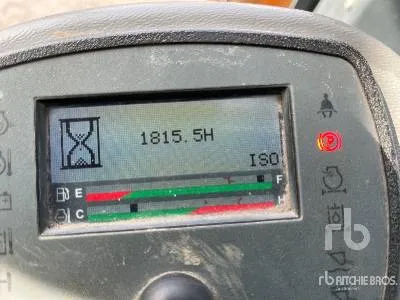 1815.5H
ISO
E F
C H
rb
RITCHIE BROS.